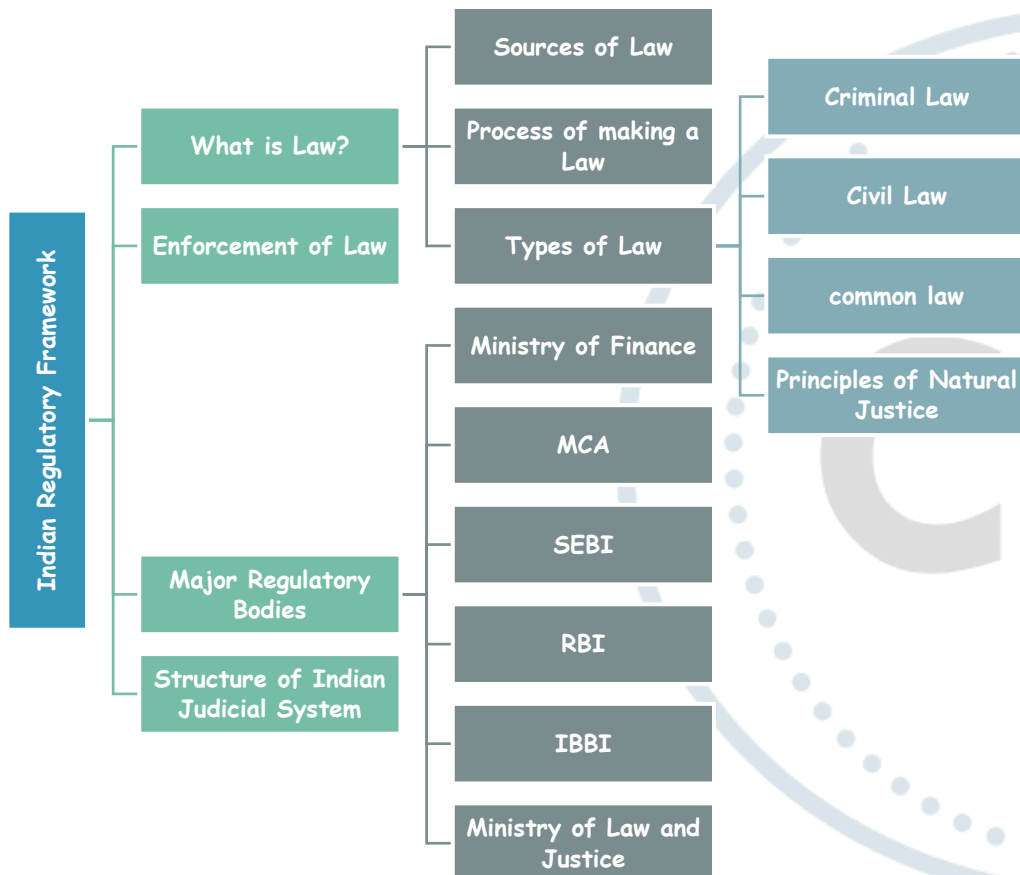 Indian Regulatory Framework
What is Law?
Enforcement of Law
Major Regulatory
Bodies
Structure of Indian
Judicial System
Sources of Law
Process of making a
Law
Types of Law
Ministry of Finance
MCA
SEBI
RBI
IBBI
Ministry of Law and
Justice
Criminal Law
Civil Law
common law
Principles of Natural
Justice
C